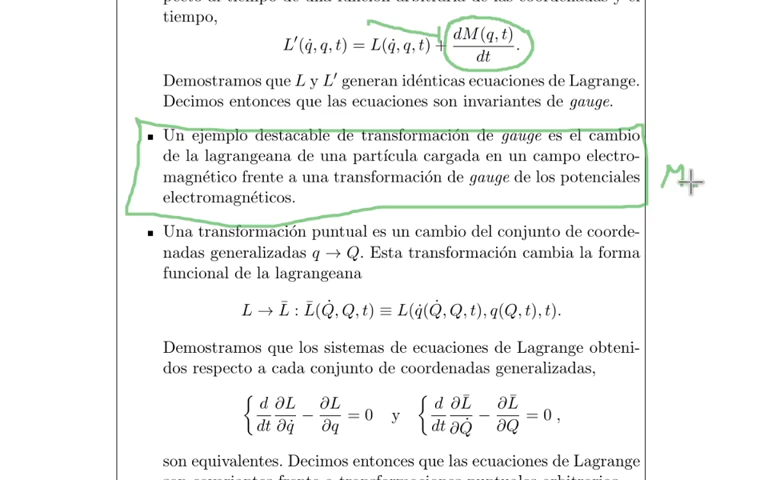 tiempo,
L′(q̇, q, t) = L(q̇, q, t) + dM(q, t)/dt.
Demostramos que L y L′ generan idénticas ecuaciones de Lagrange.
Decimos entonces que las ecuaciones son invariantes de gauge.
▪ Un ejemplo destacable de transformación de gauge es el cambio
de la lagrangeana de una partícula cargada en un campo electro-
magnético frente a una transformación de gauge de los potenciales
electromagnéticos.
M
▪ Una transformación puntual es un cambio del conjunto de coorde-
nadas generalizadas q → Q. Esta transformación cambia la forma
funcional de la lagrangeana
L → L̄ : L̄(Q̇, Q, t) ≡ L(q̇(Q̇, Q, t), q(Q, t), t).
Demostramos que los sistemas de ecuaciones de Lagrange obteni-
dos respecto a cada conjunto de coordenadas generalizadas,
{ d/dt ∂L/∂q̇ − ∂L/∂q = 0 y { d/dt ∂L̄/∂Q̇ − ∂L̄/∂Q = 0 ,
son equivalentes. Decimos entonces que las ecuaciones de Lagrange